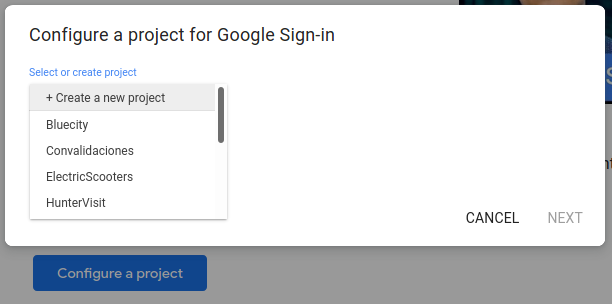 Configure a project for Google Sign-in
Select or create project
+ Create a new project
Bluecity
Convalidaciones
ElectricScooters
HunterVisit
CANCEL NEXT
Configure a project